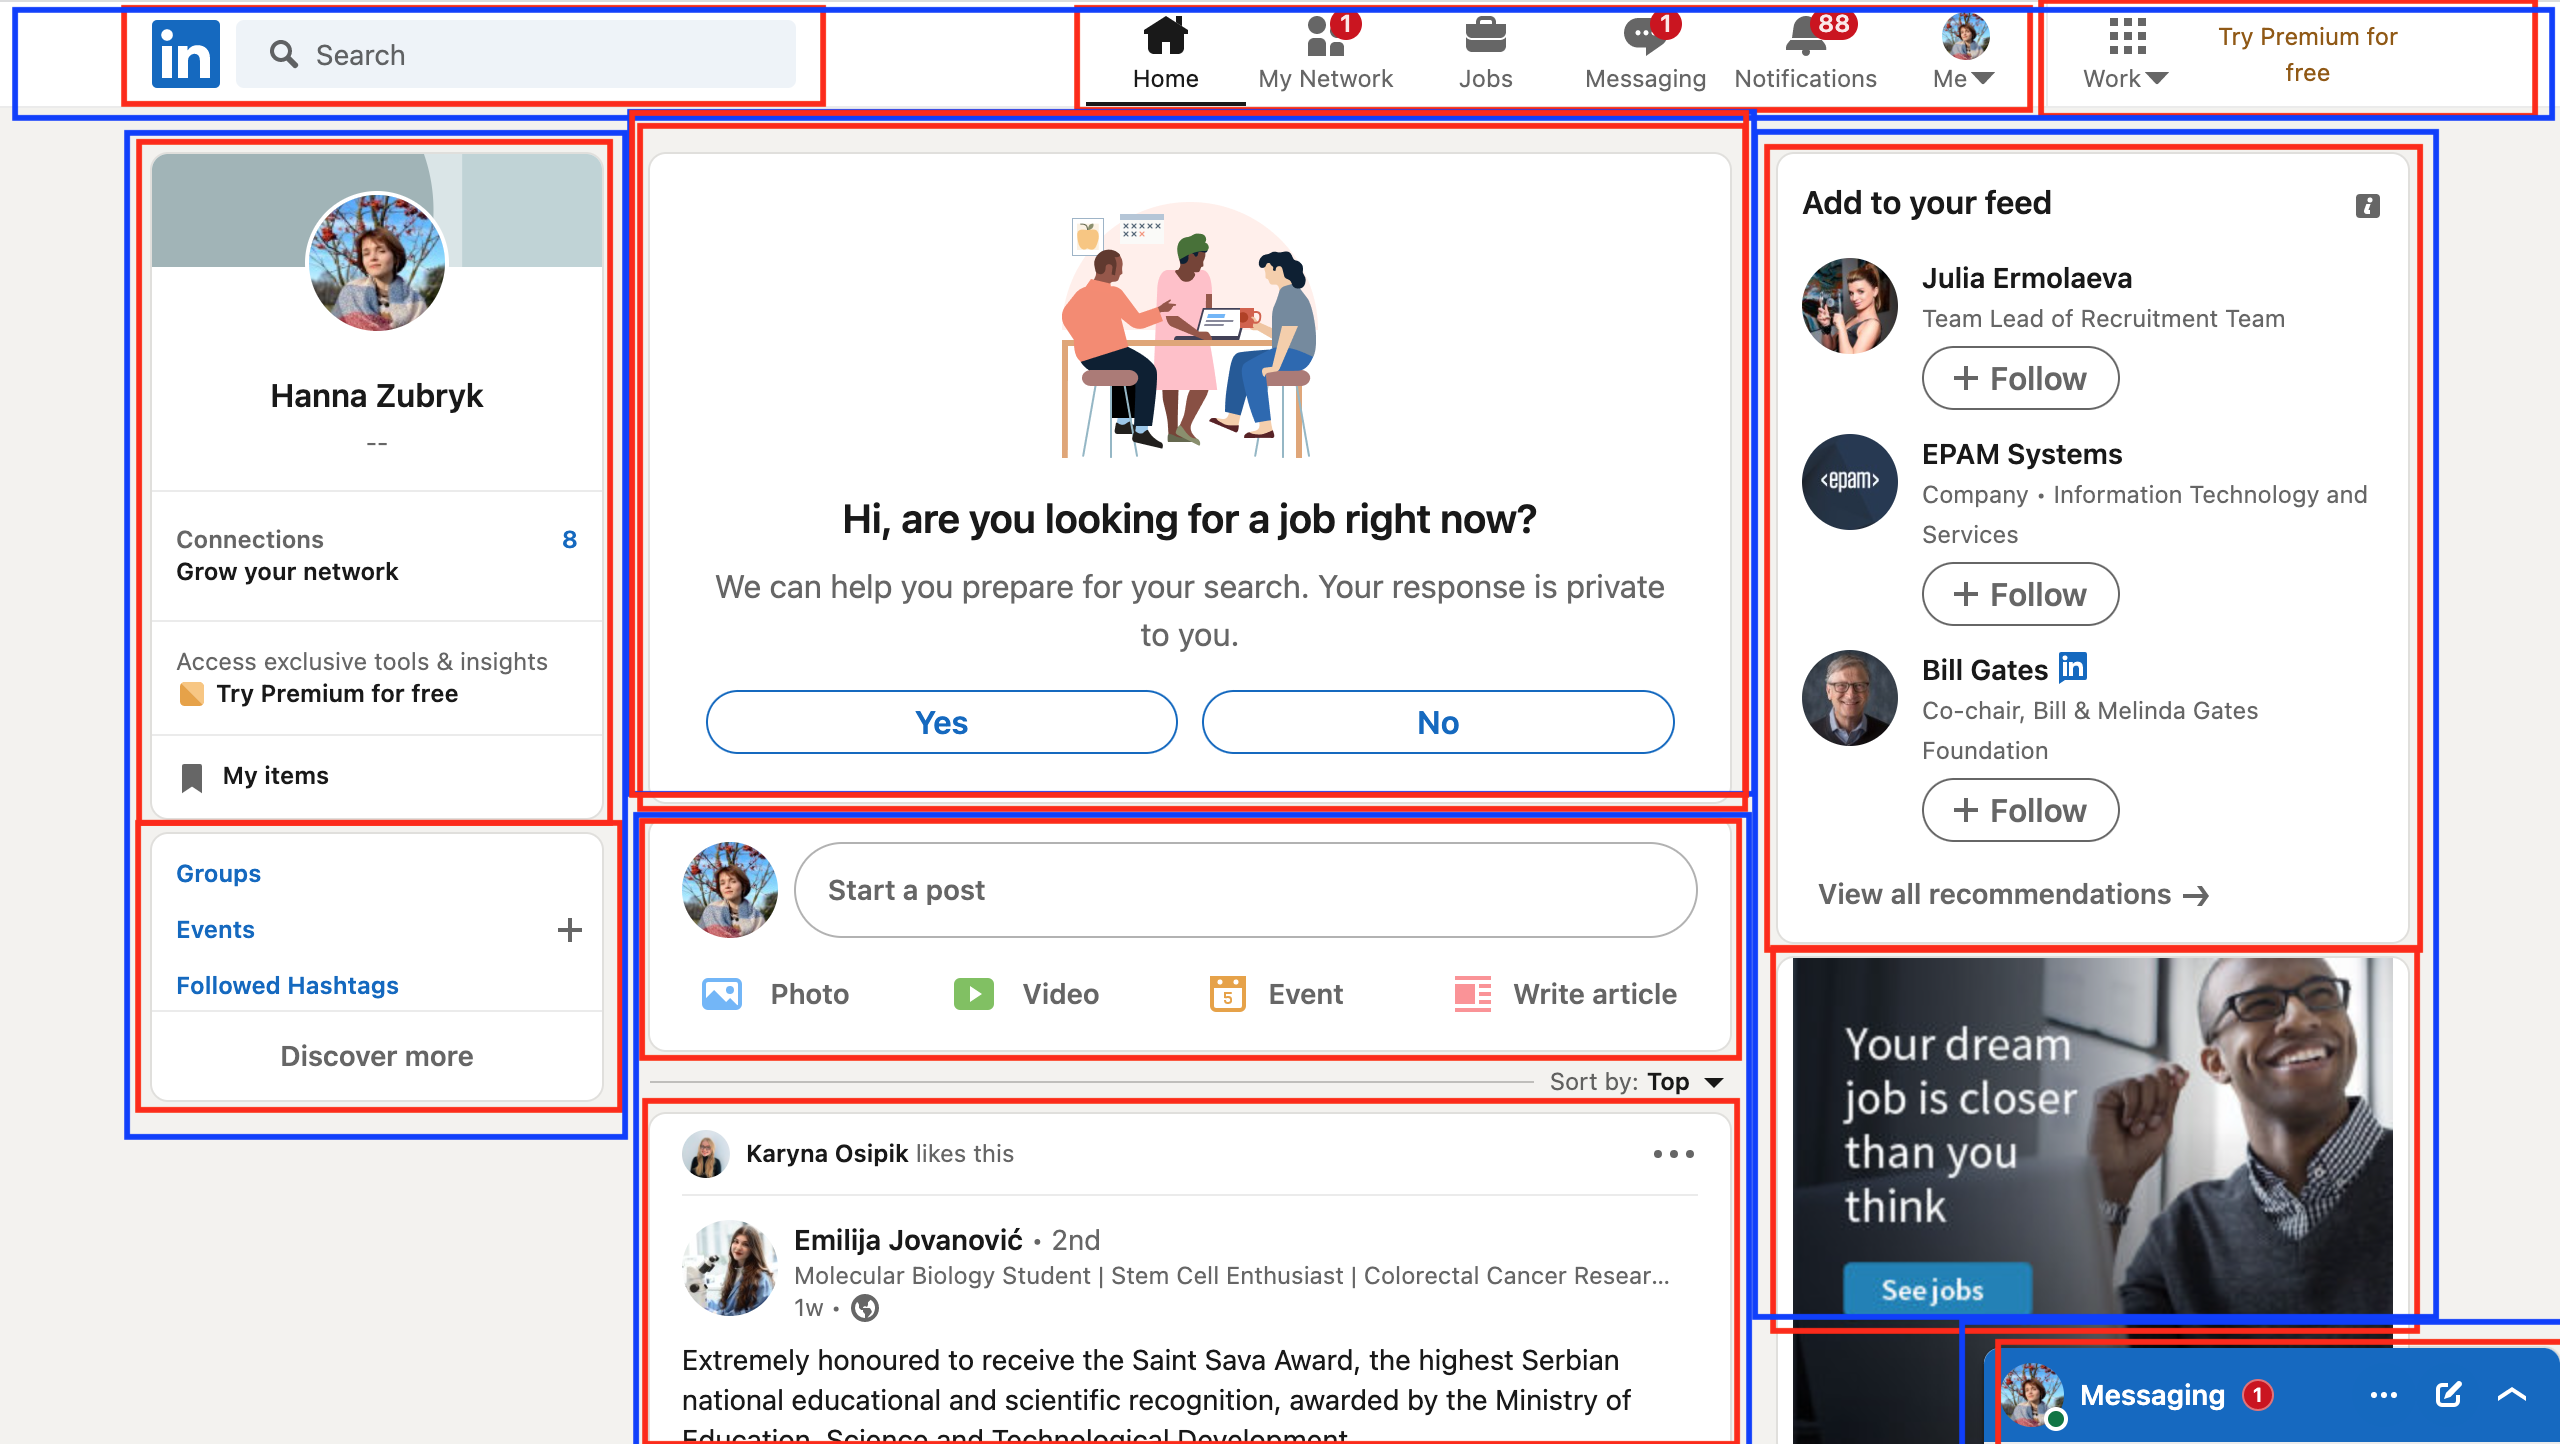 in
Search
Home
1
My Network
Jobs
1
Messaging
88
Notifications
Me
Work
Try Premium for
free
Hanna Zubryk
--
Connections 8
Grow your network
Access exclusive tools & insights
Try Premium for free
My items
Groups
Events
Followed Hashtags
Discover more
Hi, are you looking for a job right now?
We can help you prepare for your search. Your response is private
to you.
Yes No
Start a post
Photo Video 5 Event Write article
Sort by: Top
Karyna Osipik likes this
Emilija Jovanović • 2nd
Molecular Biology Student | Stem Cell Enthusiast | Colorectal Cancer Resear...
1w •
Extremely honoured to receive the Saint Sava Award, the highest Serbian
national educational and scientific recognition, awarded by the Ministry of
Education, Science and Technological Development
Add to your feed
i
Julia Ermolaeva
Team Lead of Recruitment Team
+ Follow
<epam>
EPAM Systems
Company • Information Technology and
Services
+ Follow
Bill Gates in
Co-chair, Bill & Melinda Gates
Foundation
+ Follow
View all recommendations →
Your dream
job is closer
than you
think
See jobs
Messaging 1